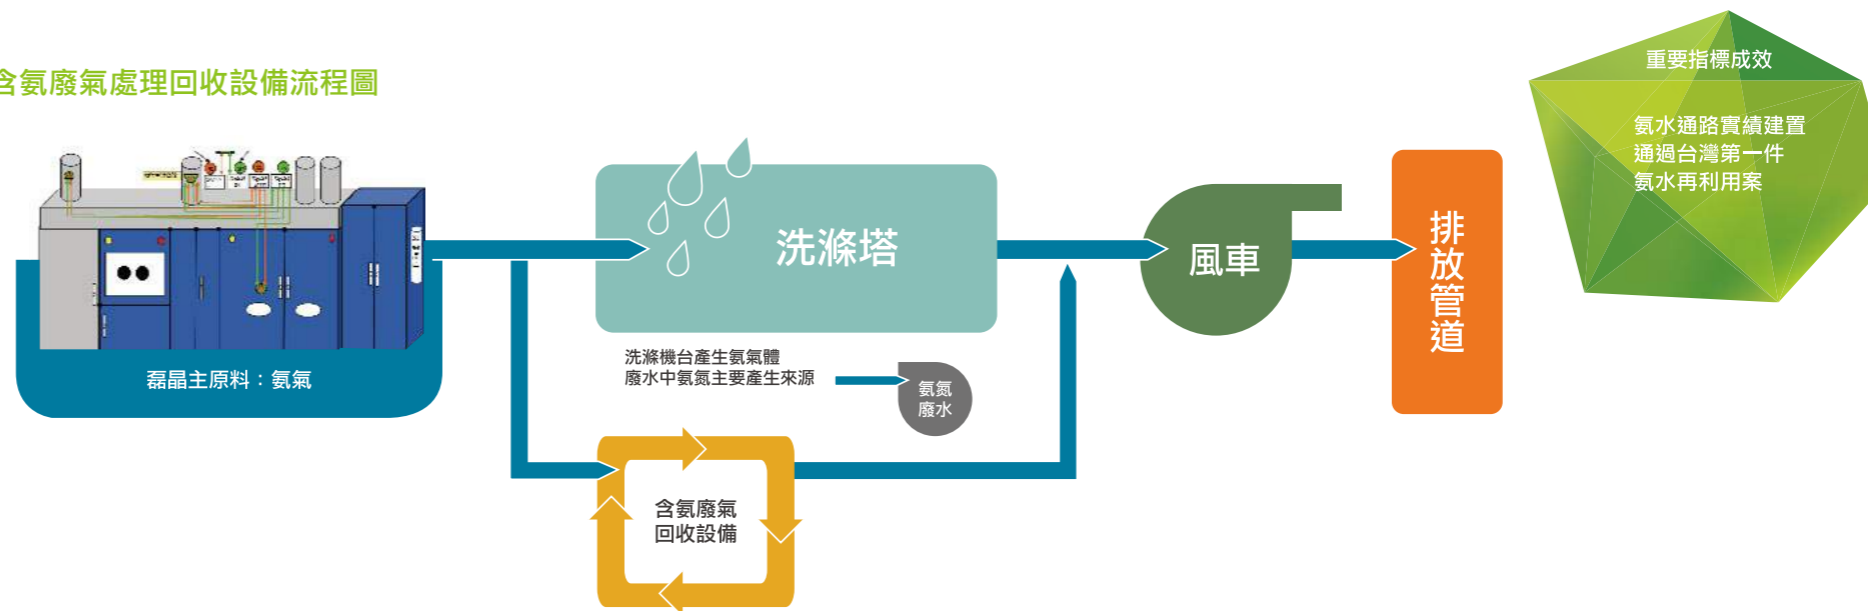 含氨廢氣處理回收設備流程圖
重要指標成效
氨水通路實績建置
通過台灣第一件
氨水再利用案
磊晶主原料：氨氣
洗滌塔
洗滌機台產生氨氣體
廢水中氨氮主要產生來源
氨氮
廢水
含氨廢氣
回收設備
風車
排放管道